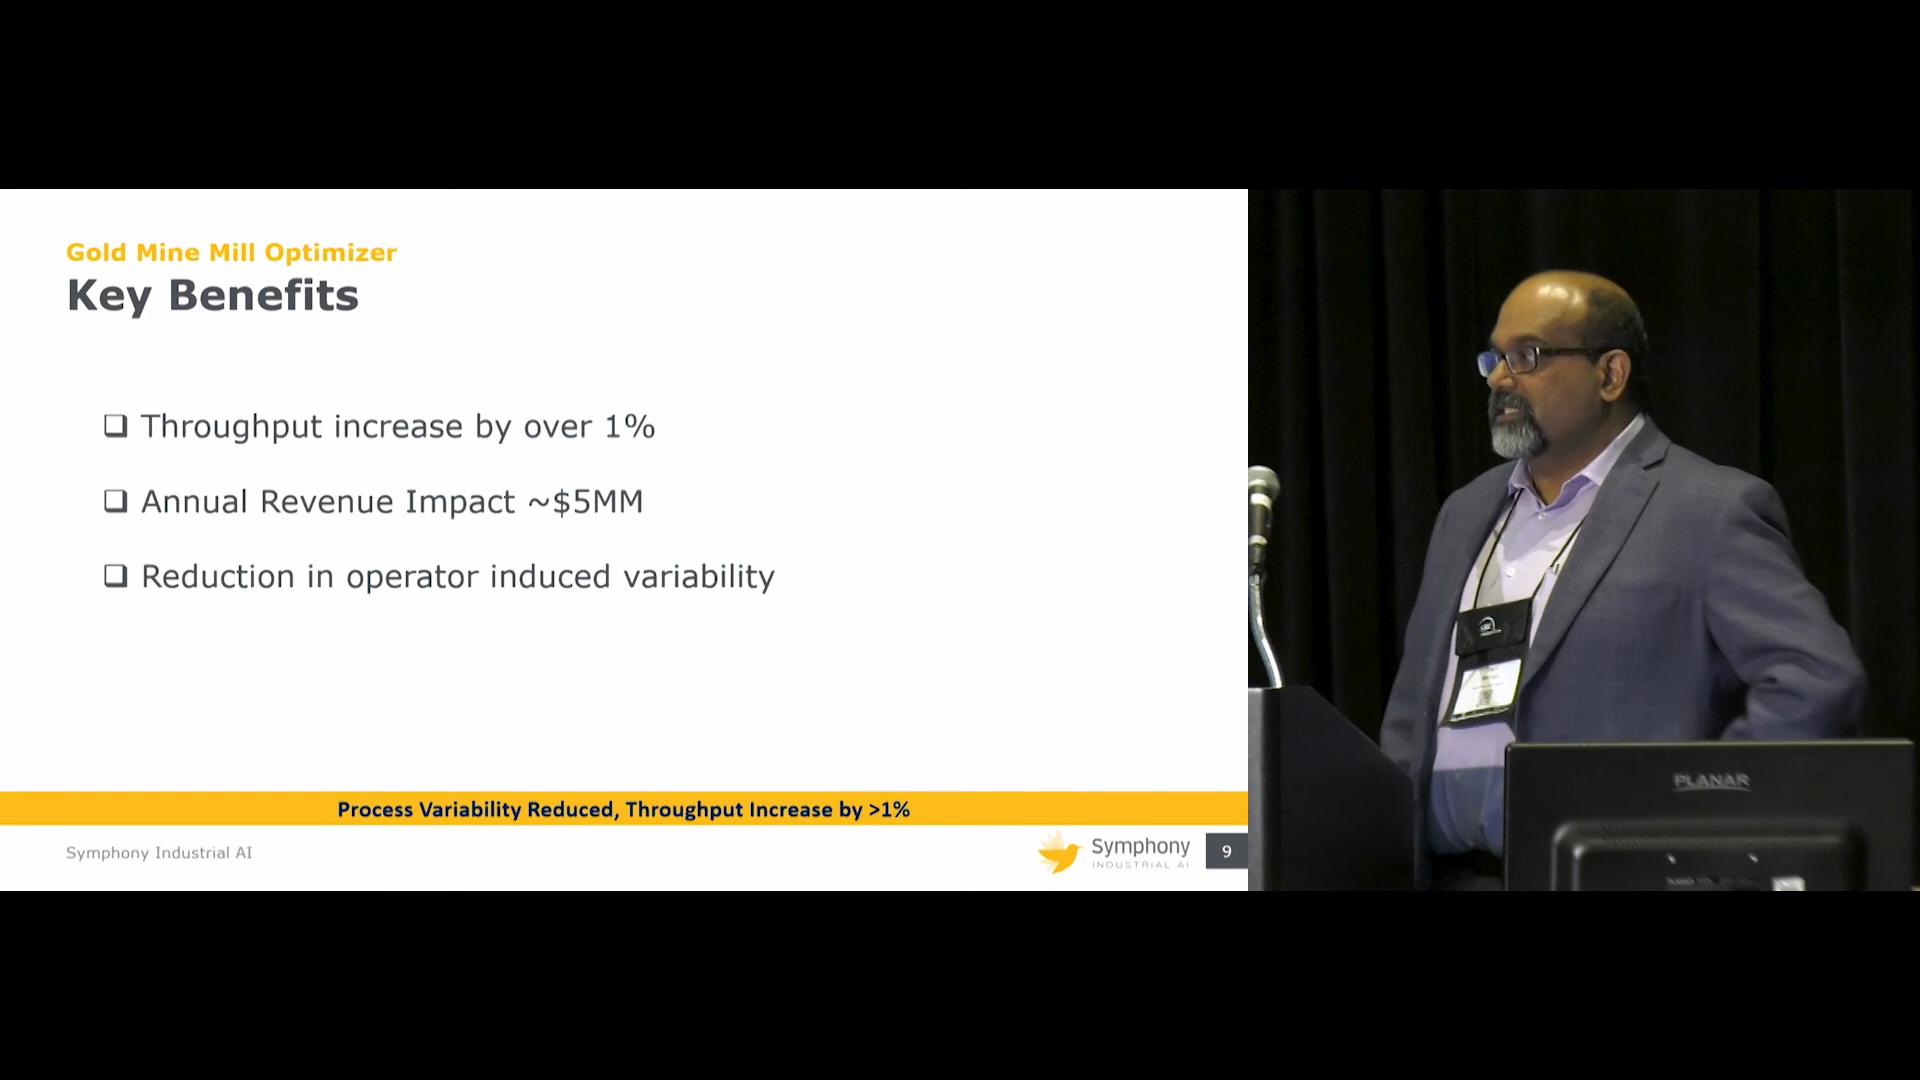 Gold Mine Mill Optimizer
Key Benefits
Throughput increase by over 1%
Annual Revenue Impact ~$5MM
Reduction in operator induced variability
Process Variability Reduced, Throughput Increase by >1%
Symphony Industrial AI
Symphony
INDUSTRIAL AI
9
PLANAR